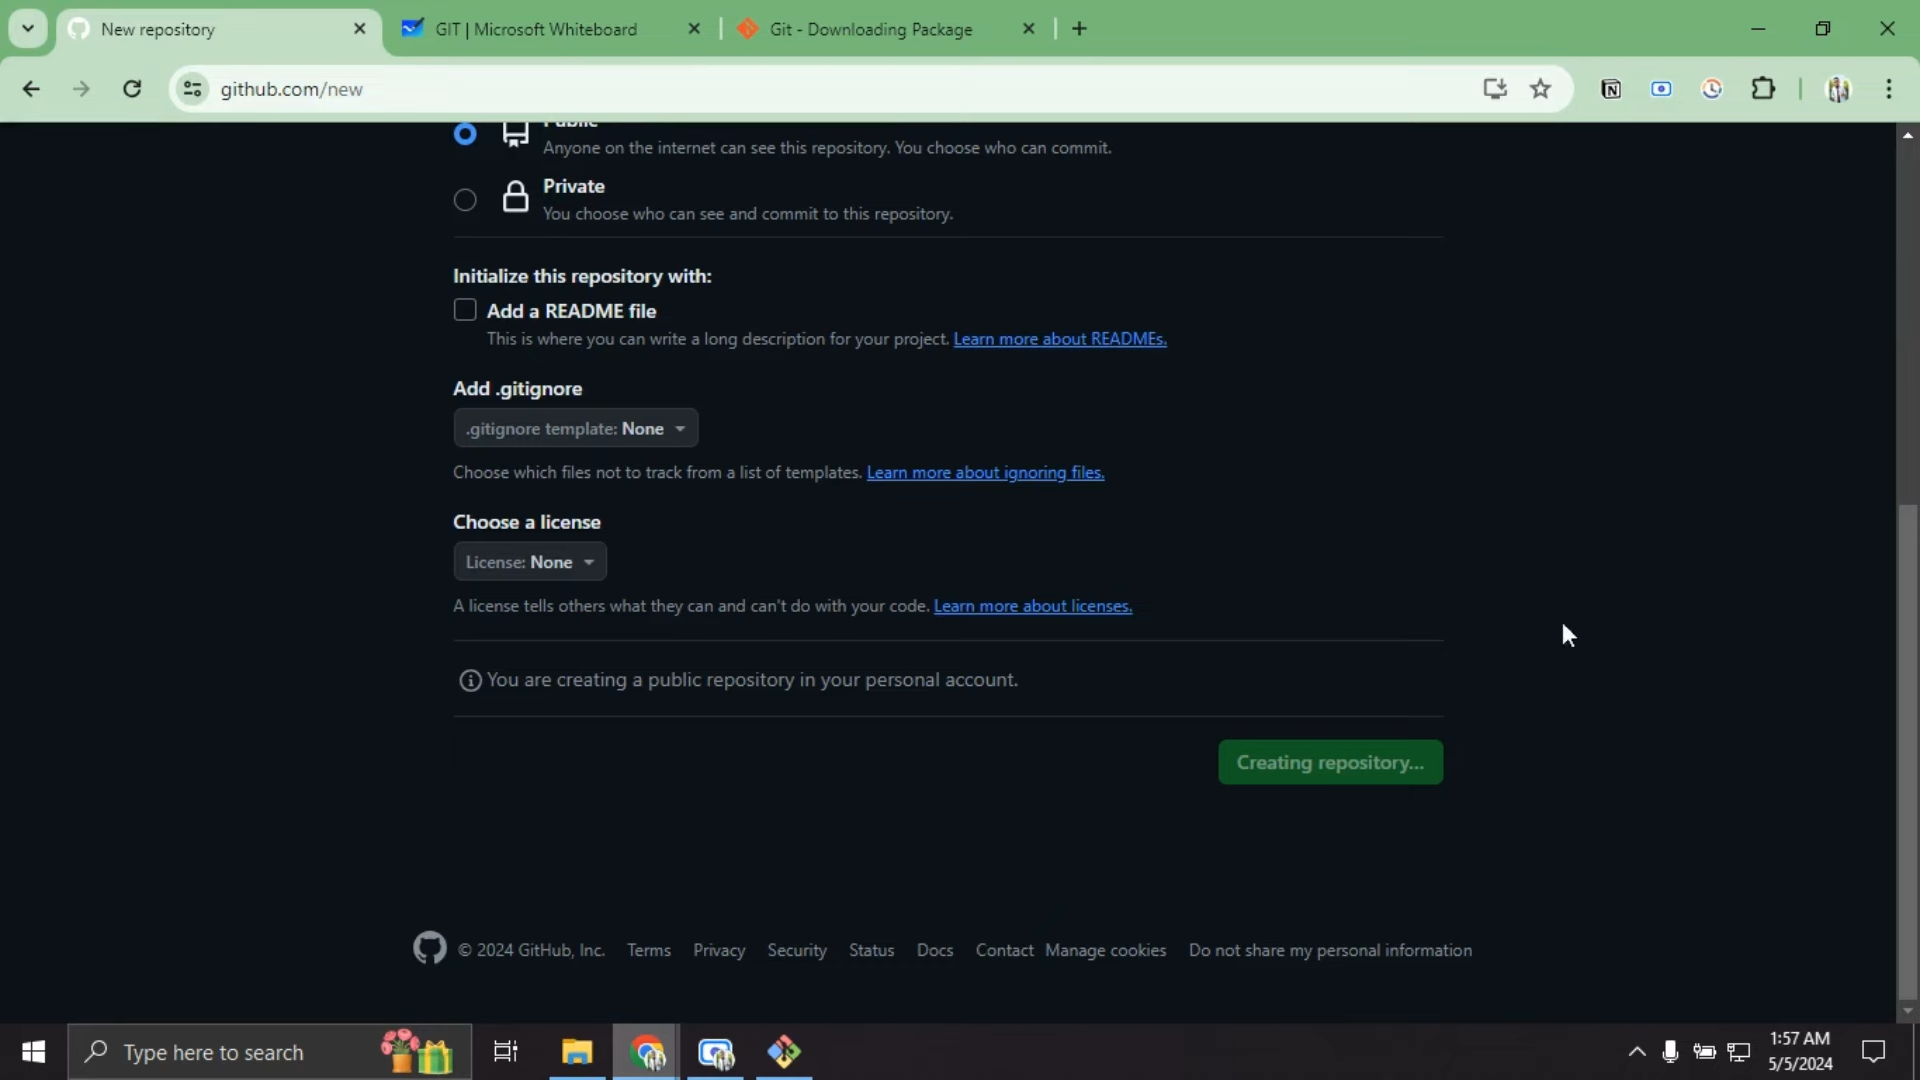 New repository
GIT | Microsoft Whiteboard
Git - Downloading Package
github.com/new
Public
Anyone on the internet can see this repository. You choose who can commit.
Private
You choose who can see and commit to this repository.
Initialize this repository with:
Add a README file
This is where you can write a long description for your project. Learn more about READMEs.
Add .gitignore
.gitignore template: None
Choose which files not to track from a list of templates. Learn more about ignoring files.
Choose a license
License: None
A license tells others what they can and can't do with your code. Learn more about licenses.
You are creating a public repository in your personal account.
Creating repository...
© 2024 GitHub, Inc. Terms Privacy Security Status Docs Contact Manage cookies Do not share my personal information
Type here to search
1:57 AM
5/5/2024